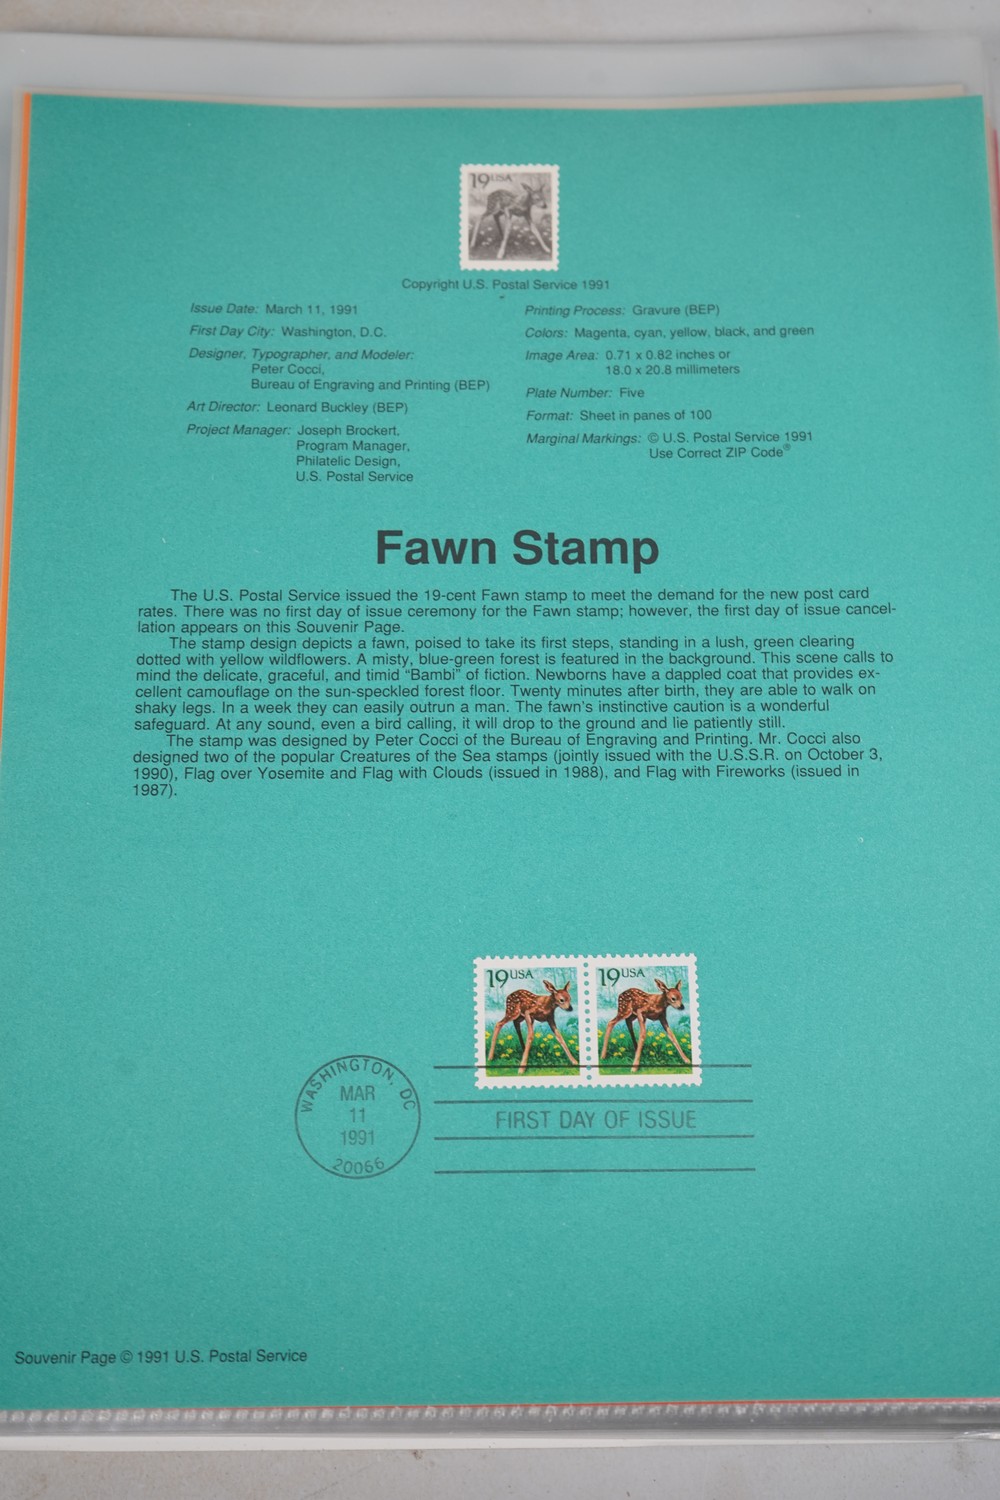 19 USA
Copyright U.S. Postal Service 1991
Issue Date: March 11, 1991
First Day City: Washington, D.C.
Designer, Typographer, and Modeler:
Peter Cocci,
Bureau of Engraving and Printing (BEP)
Art Director: Leonard Buckley (BEP)
Project Manager: Joseph Brockert,
Program Manager,
Philatelic Design,
U.S. Postal Service
Printing Process: Gravure (BEP)
Colors: Magenta, cyan, yellow, black, and green
Image Area: 0.71 x 0.82 inches or
18.0 x 20.8 millimeters
Plate Number: Five
Format: Sheet in panes of 100
Marginal Markings: © U.S. Postal Service 1991
Use Correct ZIP Code®
Fawn Stamp
The U.S. Postal Service issued the 19-cent Fawn stamp to meet the demand for the new post card
rates. There was no first day of issue ceremony for the Fawn stamp; however, the first day of issue cancel-
lation appears on this Souvenir Page.
The stamp design depicts a fawn, poised to take its first steps, standing in a lush, green clearing
dotted with yellow wildflowers. A misty, blue-green forest is featured in the background. This scene calls to
mind the delicate, graceful, and timid “Bambi” of fiction. Newborns have a dappled coat that provides ex-
cellent camouflage on the sun-speckled forest floor. Twenty minutes after birth, they are able to walk on
shaky legs. In a week they can easily outrun a man. The fawn's instinctive caution is a wonderful
safeguard. At any sound, even a bird calling, it will drop to the ground and lie patiently still.
The stamp was designed by Peter Cocci of the Bureau of Engraving and Printing. Mr. Cocci also
designed two of the popular Creatures of the Sea stamps (jointly issued with the U.S.S.R. on October 3,
1990), Flag over Yosemite and Flag with Clouds (issued in 1988), and Flag with Fireworks (issued in
1987).
19 USA
19 USA
WASHINGTON, DC
MAR
11
1991
20066
FIRST DAY OF ISSUE
Souvenir Page © 1991 U.S. Postal Service